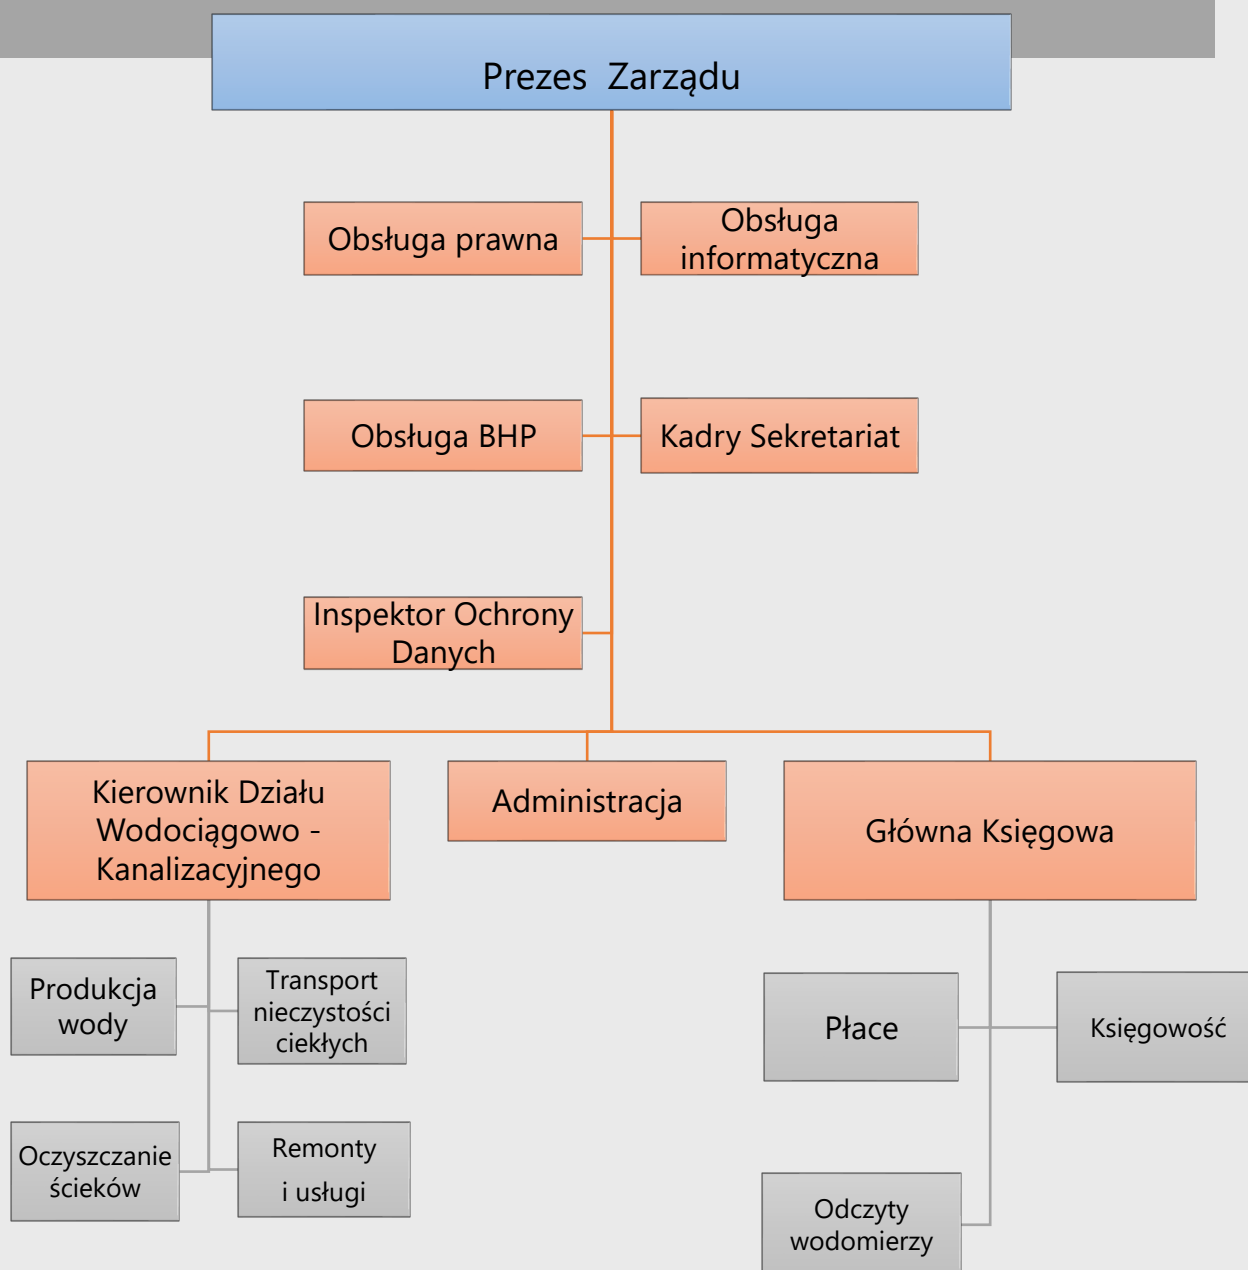 Prezes Zarządu
Obsługa prawna
Obsługa
informatyczna
Obsługa BHP
Kadry Sekretariat
Inspektor Ochrony
Danych
Kierownik Działu
Wodociągowo -
Kanalizacyjnego
Administracja
Główna Księgowa
Produkcja
wody
Transport
nieczystości
ciekłych
Płace
Księgowość
Oczyszczanie
ścieków
Remonty
i usługi
Odczyty
wodomierzy